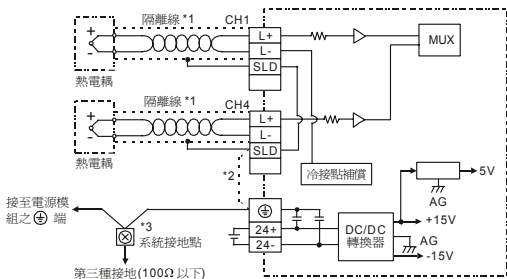 隔離線 *1
CH1
+
-
熱電耦
L+
L-
SLD
MUX
隔離線 *1
CH4
+
-
熱電耦
L+
L-
SLD
冷接點補償
*2
5V
AG
接至電源模
組之 端
*3
系統接地點
24+
24-
DC/DC
轉換器
+15V
AG
-15V
第三種接地(100Ω 以下)